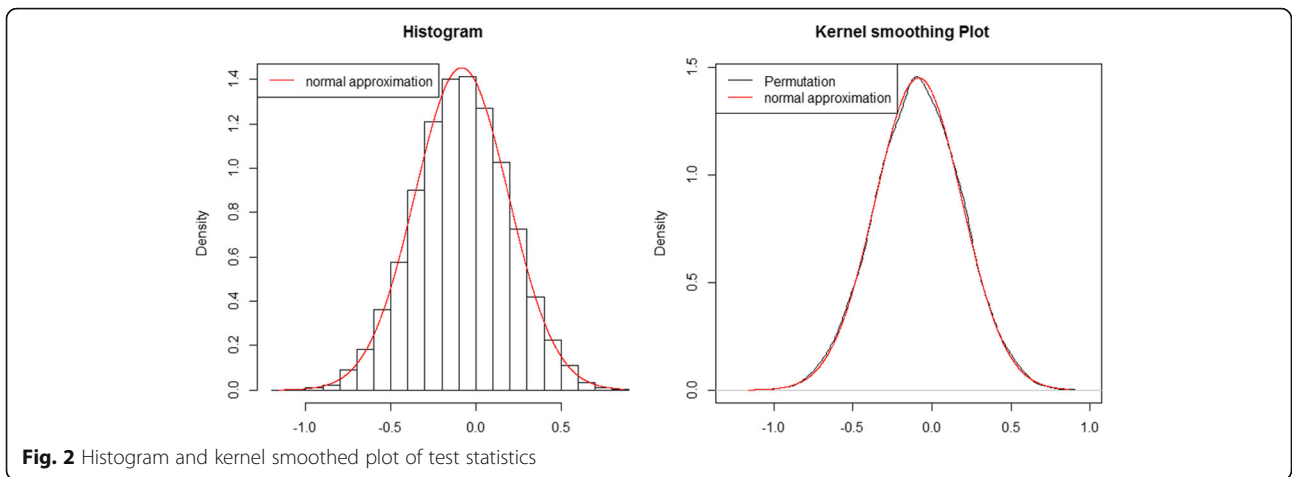 Histogram
normal approximation
Density
0.0 0.2 0.4 0.6 0.8 1.0 1.2 1.4
-1.0 -0.5 0.0 0.5
Kernel smoothing Plot
Permutation
normal approximation
Density
0.0 0.5 1.0 1.5
-1.0 -0.5 0.0 0.5 1.0
Fig. 2 Histogram and kernel smoothed plot of test statistics